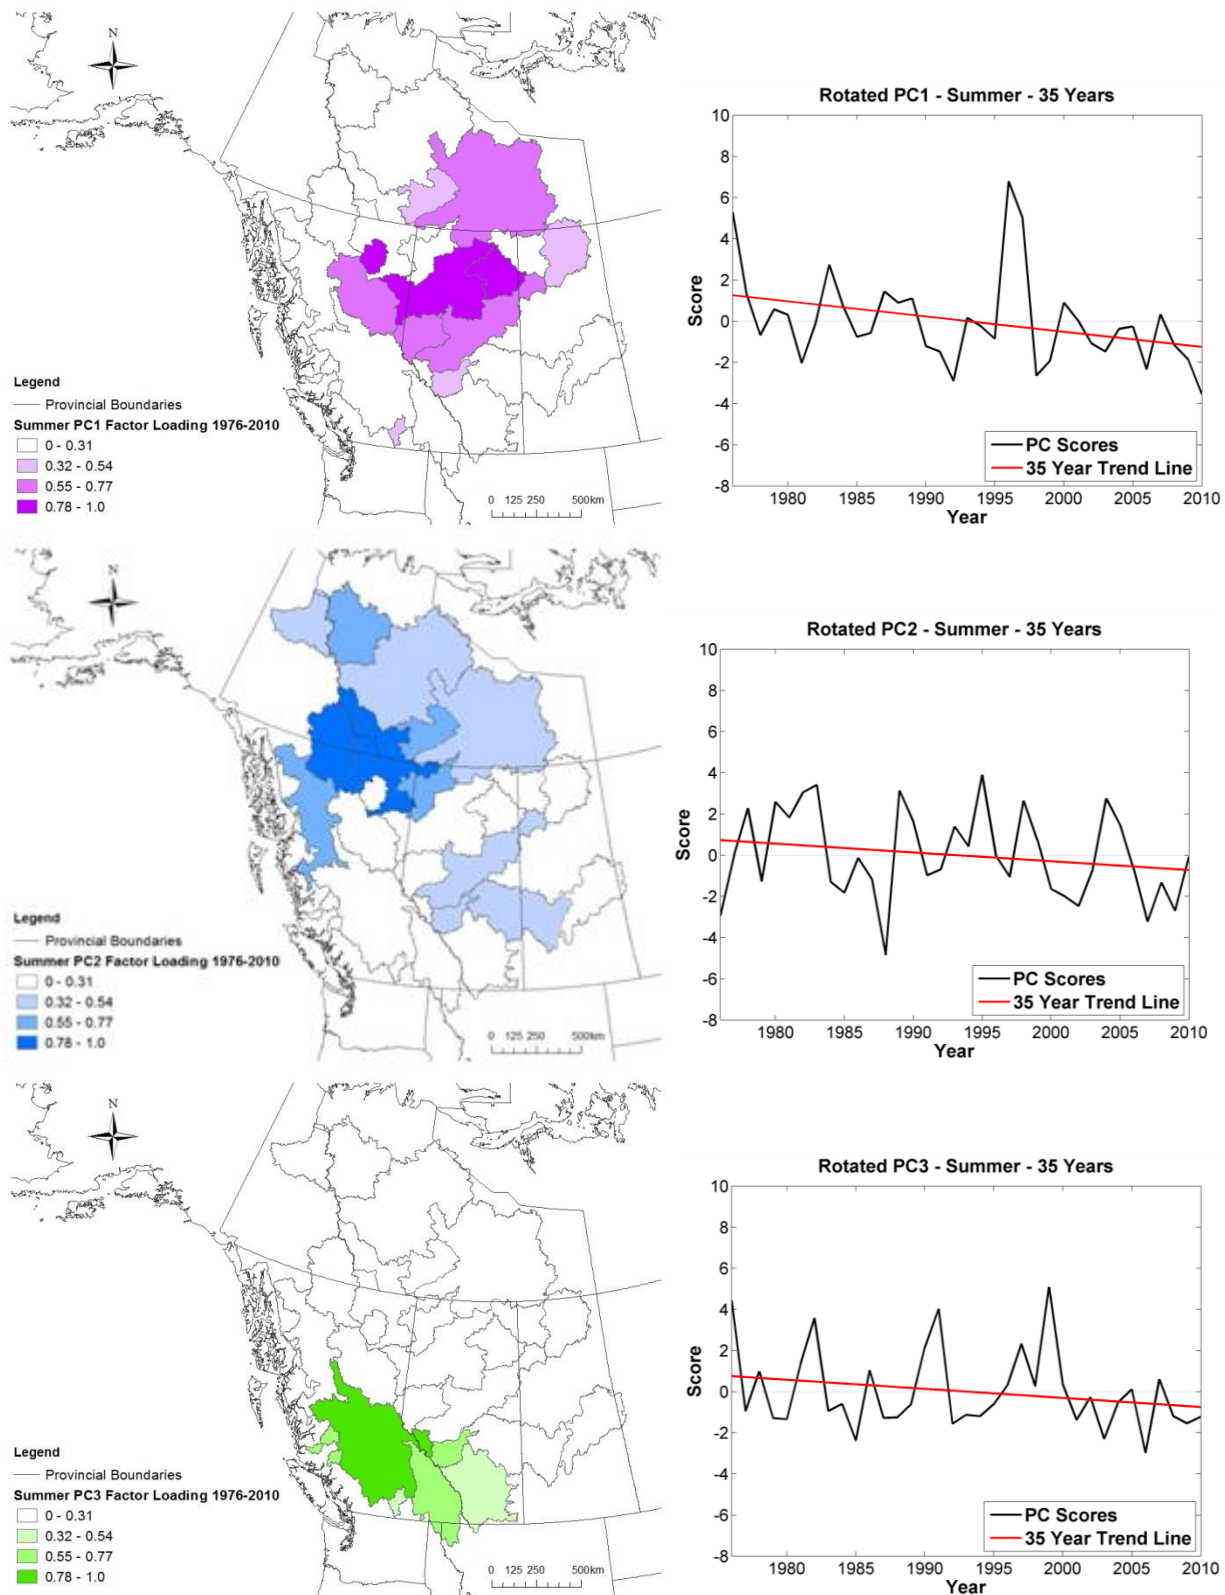 N
Legend
Provincial Boundaries
Summer PC1 Factor Loading 1976-2010
0 - 0.31
0.32 - 0.54
0.55 - 0.77
0.78 - 1.0
0 125 250 500km
Rotated PC1 - Summer - 35 Years
Score
10
8
6
4
2
0
-2
-4
-6
-8
PC Scores
35 Year Trend Line
1980 1985 1990 1995 2000 2005 2010
Year
N
Legend
Provincial Boundaries
Summer PC2 Factor Loading 1976-2010
0 - 0.31
0.32 - 0.54
0.55 - 0.77
0.78 - 1.0
0 125 250 500km
Rotated PC2 - Summer - 35 Years
Score
10
8
6
4
2
0
-2
-4
-6
-8
PC Scores
35 Year Trend Line
1980 1985 1990 1995 2000 2005 2010
Year
N
Legend
Provincial Boundaries
Summer PC3 Factor Loading 1976-2010
0 - 0.31
0.32 - 0.54
0.55 - 0.77
0.78 - 1.0
0 125 250 500km
Rotated PC3 - Summer - 35 Years
Score
10
8
6
4
2
0
-2
-4
-6
-8
PC Scores
35 Year Trend Line
1980 1985 1990 1995 2000 2005 2010
Year